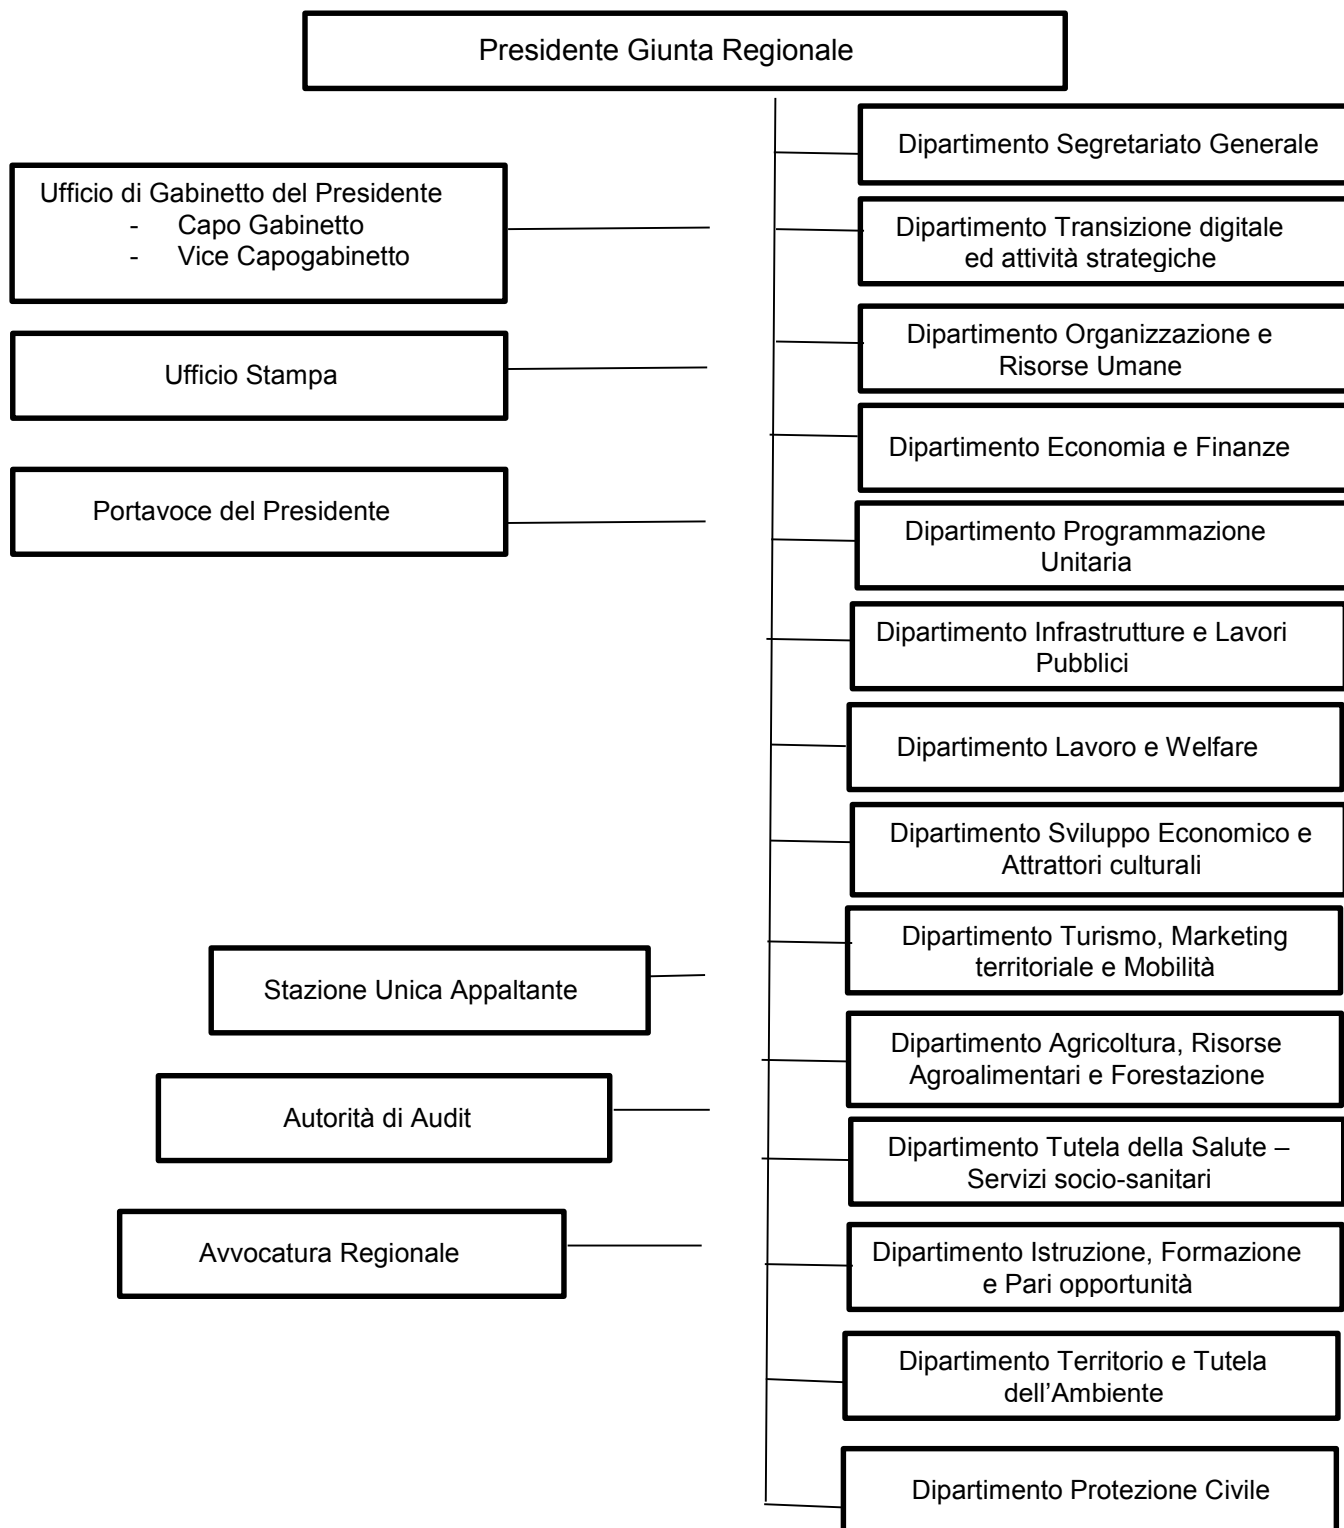 Presidente Giunta Regionale
Ufficio di Gabinetto del Presidente
- Capo Gabinetto
- Vice Capogabinetto
Ufficio Stampa
Portavoce del Presidente
Stazione Unica Appaltante
Autorità di Audit
Avvocatura Regionale
Dipartimento Segretariato Generale
Dipartimento Transizione digitale
ed attività strategiche
Dipartimento Organizzazione e
Risorse Umane
Dipartimento Economia e Finanze
Dipartimento Programmazione
Unitaria
Dipartimento Infrastrutture e Lavori
Pubblici
Dipartimento Lavoro e Welfare
Dipartimento Sviluppo Economico e
Attrattori culturali
Dipartimento Turismo, Marketing
territoriale e Mobilità
Dipartimento Agricoltura, Risorse
Agroalimentari e Forestazione
Dipartimento Tutela della Salute –
Servizi socio-sanitari
Dipartimento Istruzione, Formazione
e Pari opportunità
Dipartimento Territorio e Tutela
dell’Ambiente
Dipartimento Protezione Civile